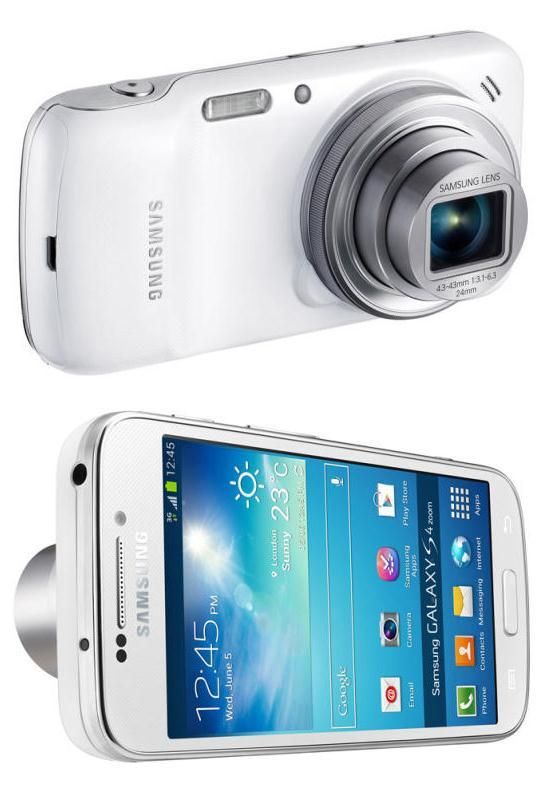 SAMSUNG
SAMSUNG LENS
4.3-43mm 1:3.1-6.3
24mm
SAMSUNG
3G 12:45
12:45 PM
Wed, June 5
London
Sunny
23°C
Google
Email
Camera
Samsung Apps
Play Store
Samsung GALAXY S4 zoom
Phone
Contacts
Messaging
Internet
Apps